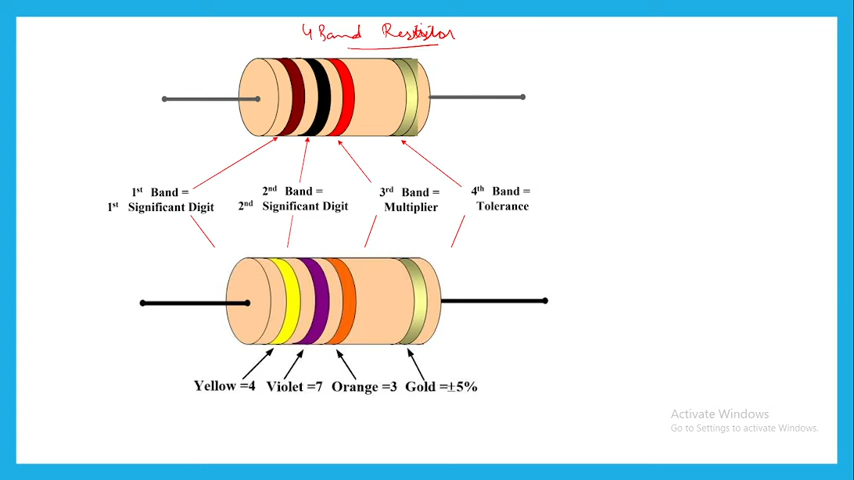 4 Band Resistor
1st Band = 2nd Band = 3rd Band = 4th Band =
1st Significant Digit 2nd Significant Digit Multiplier Tolerance
Yellow =4 Violet =7 Orange =3 Gold =±5%
Activate Windows
Go to Settings to activate Windows.